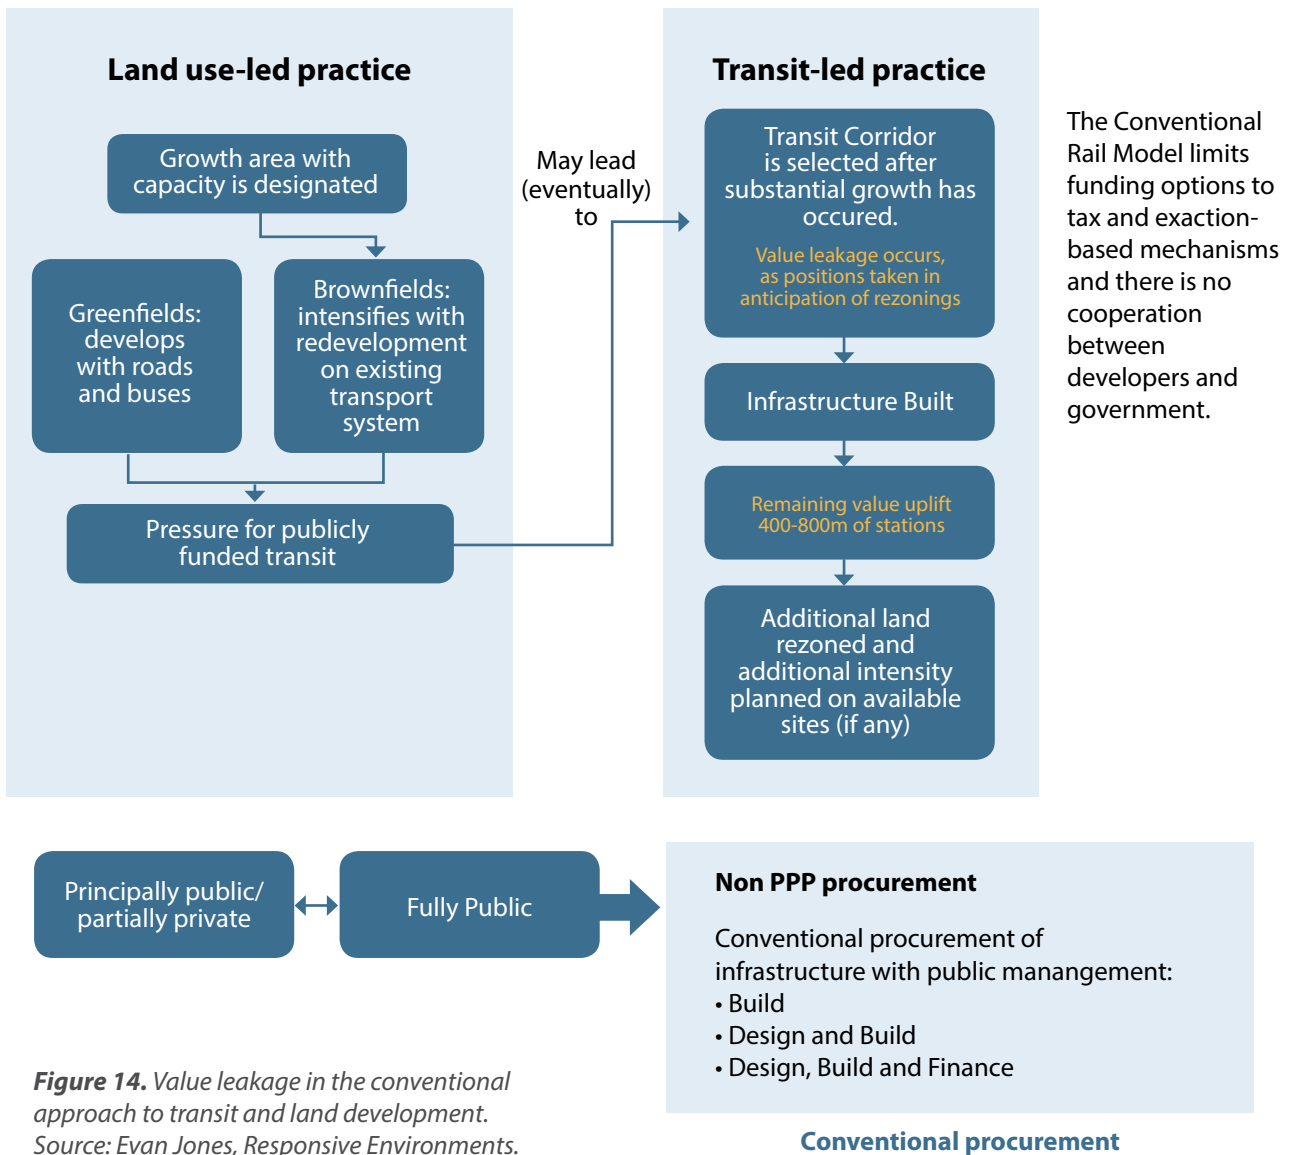 Land use-led practice
Growth area with
capacity is designated
Greenfields:
develops
with roads
and buses
Brownfields:
intensifies with
redevelopment
on existing
transport
system
Pressure for publicly
funded transit
May lead
(eventually)
to
Transit-led practice
Transit Corridor
is selected after
substantial growth has
occured.
Value leakage occurs,
as positions taken in
anticipation of rezonings
Infrastructure Built
Remaining value uplift
400-800m of stations
Additional land
rezoned and
additional intensity
planned on available
sites (if any)
The Conventional
Rail Model limits
funding options to
tax and exaction-
based mechanisms
and there is no
cooperation
between
developers and
government.
Principally public/
partially private
Fully Public
Non PPP procurement
Conventional procurement of
infrastructure with public manangement:
• Build
• Design and Build
• Design, Build and Finance
Conventional procurement
Figure 14. Value leakage in the conventional
approach to transit and land development.
Source: Evan Jones, Responsive Environments.